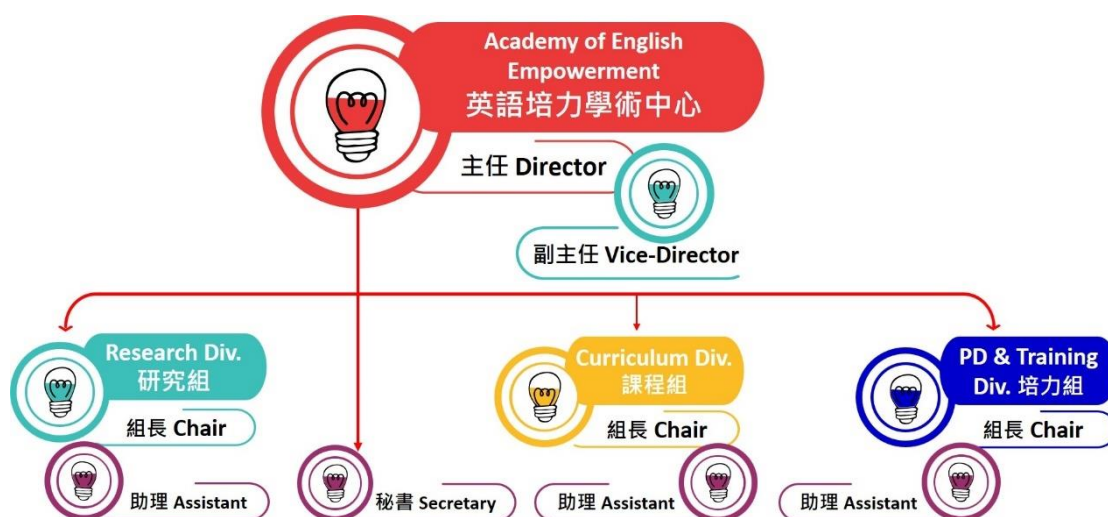 Academy of English
Empowerment
英語培力學術中心
主任 Director
副主任 Vice-Director
Research Div.
研究組
組長 Chair
Curriculum Div.
課程組
組長 Chair
PD & Training
Div. 培力組
組長 Chair
助理 Assistant
秘書 Secretary
助理 Assistant
助理 Assistant